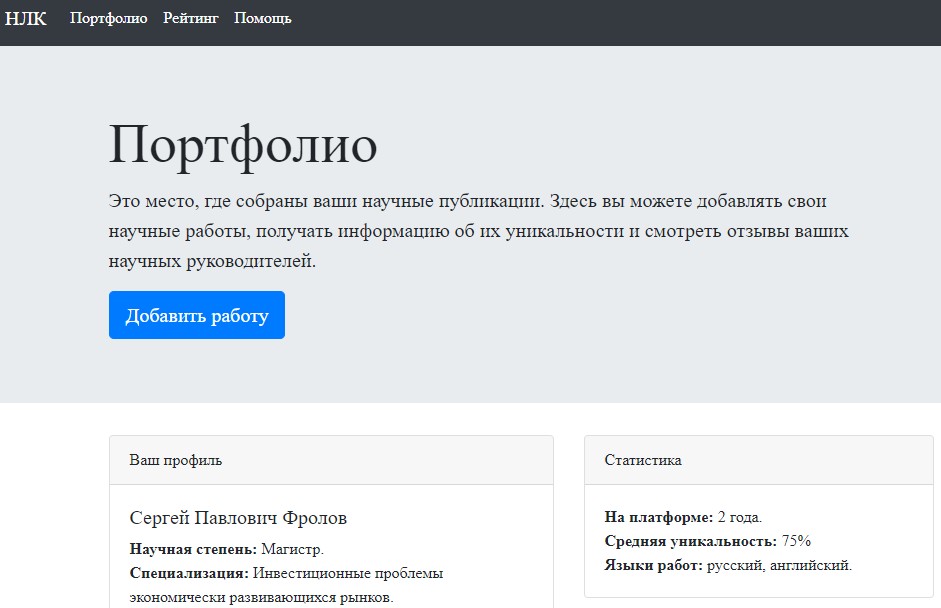 НЛК Портфолио Рейтинг Помощь
Портфолио
Это место, где собраны ваши научные публикации. Здесь вы можете добавлять свои
научные работы, получать информацию об их уникальности и смотреть отзывы ваших
научных руководителей.
Добавить работу
Ваш профиль
Сергей Павлович Фролов
Научная степень: Магистр.
Специализация: Инвестиционные проблемы
экономически развивающихся рынков.
Статистика
На платформе: 2 года.
Средняя уникальность: 75%
Языки работ: русский, английский.